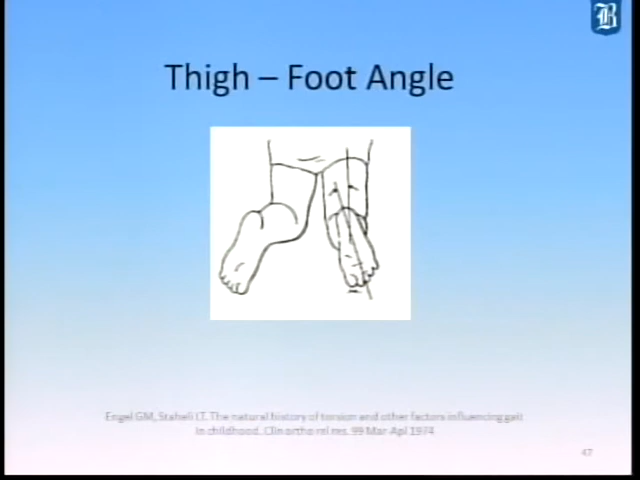 B
Thigh – Foot Angle
Engel GM, Staheli LT. The natural history of torsion and other factors influencing gait
in childhood. Clin ortho rel res. 99 Mar-Apl 1974
47